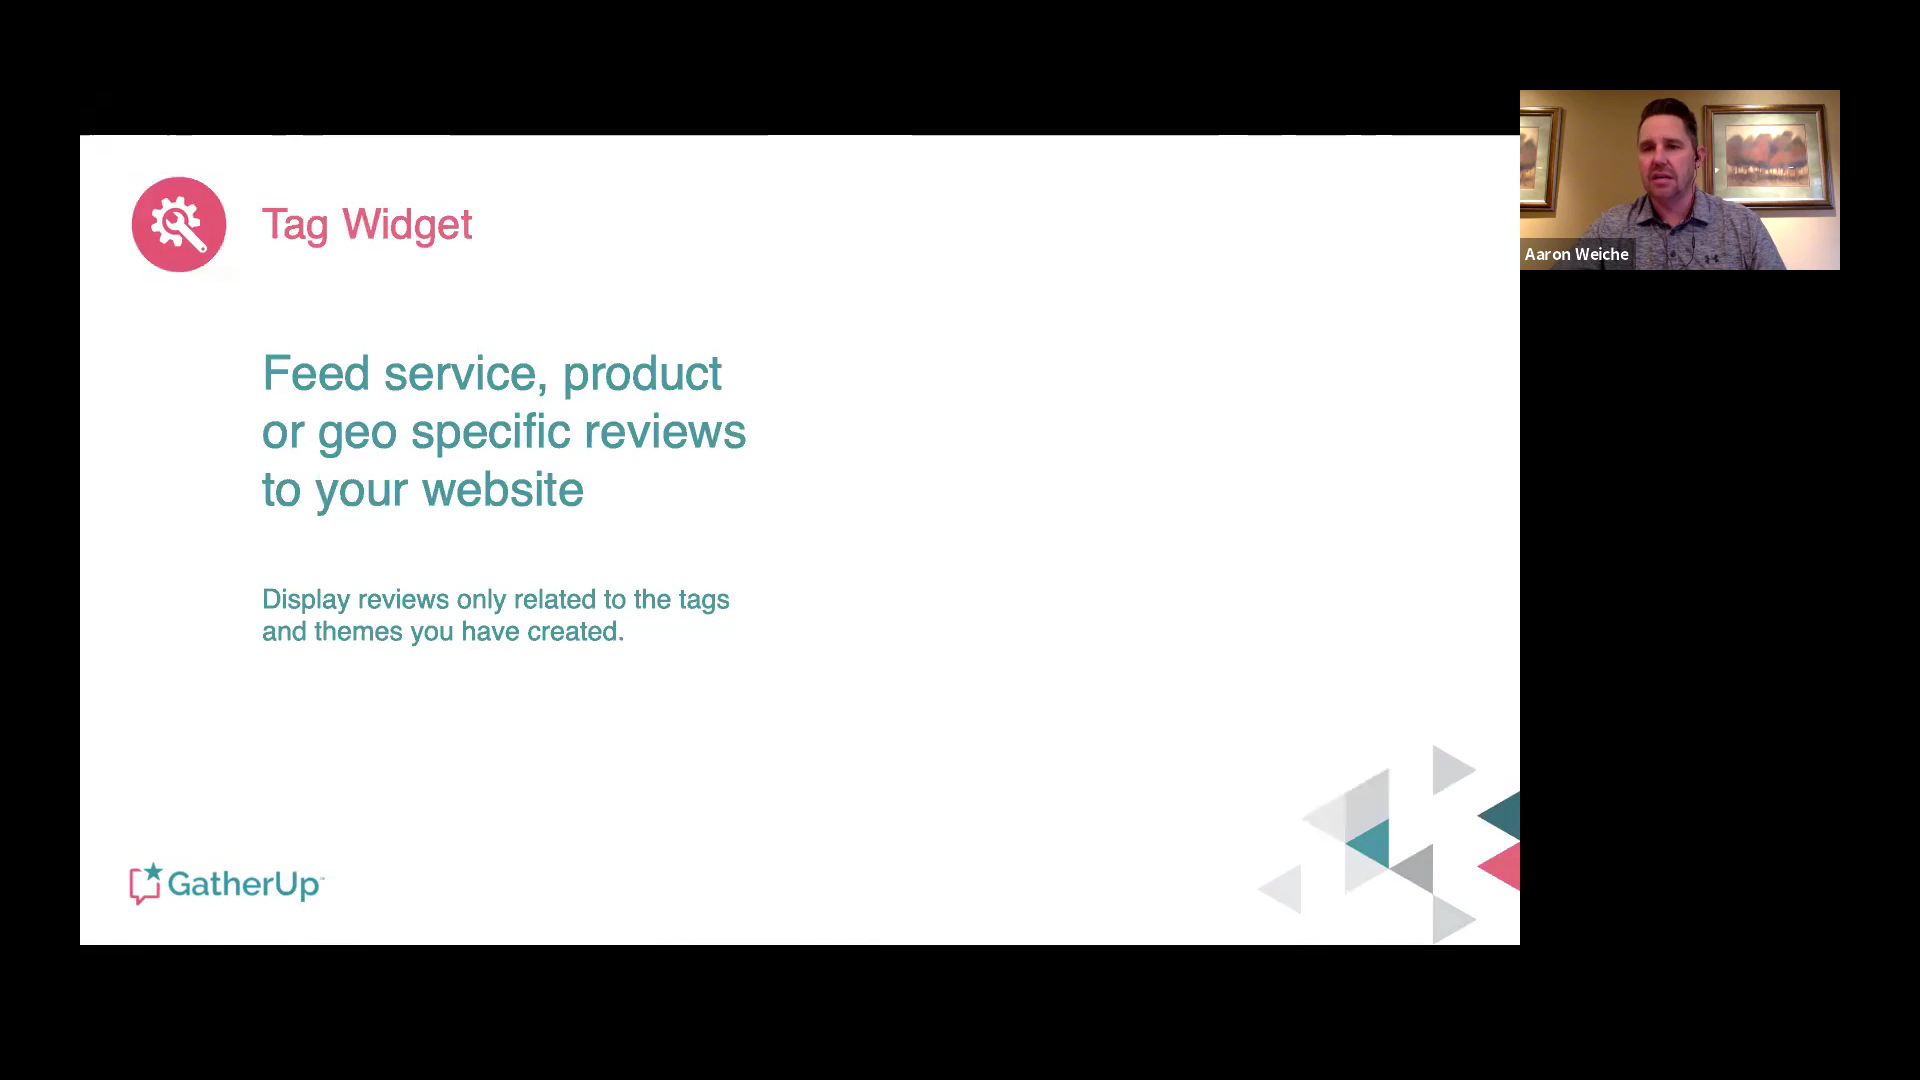 Tag Widget
Feed service, product
or geo specific reviews
to your website
Display reviews only related to the tags
and themes you have created.
GatherUp
Aaron Weiche